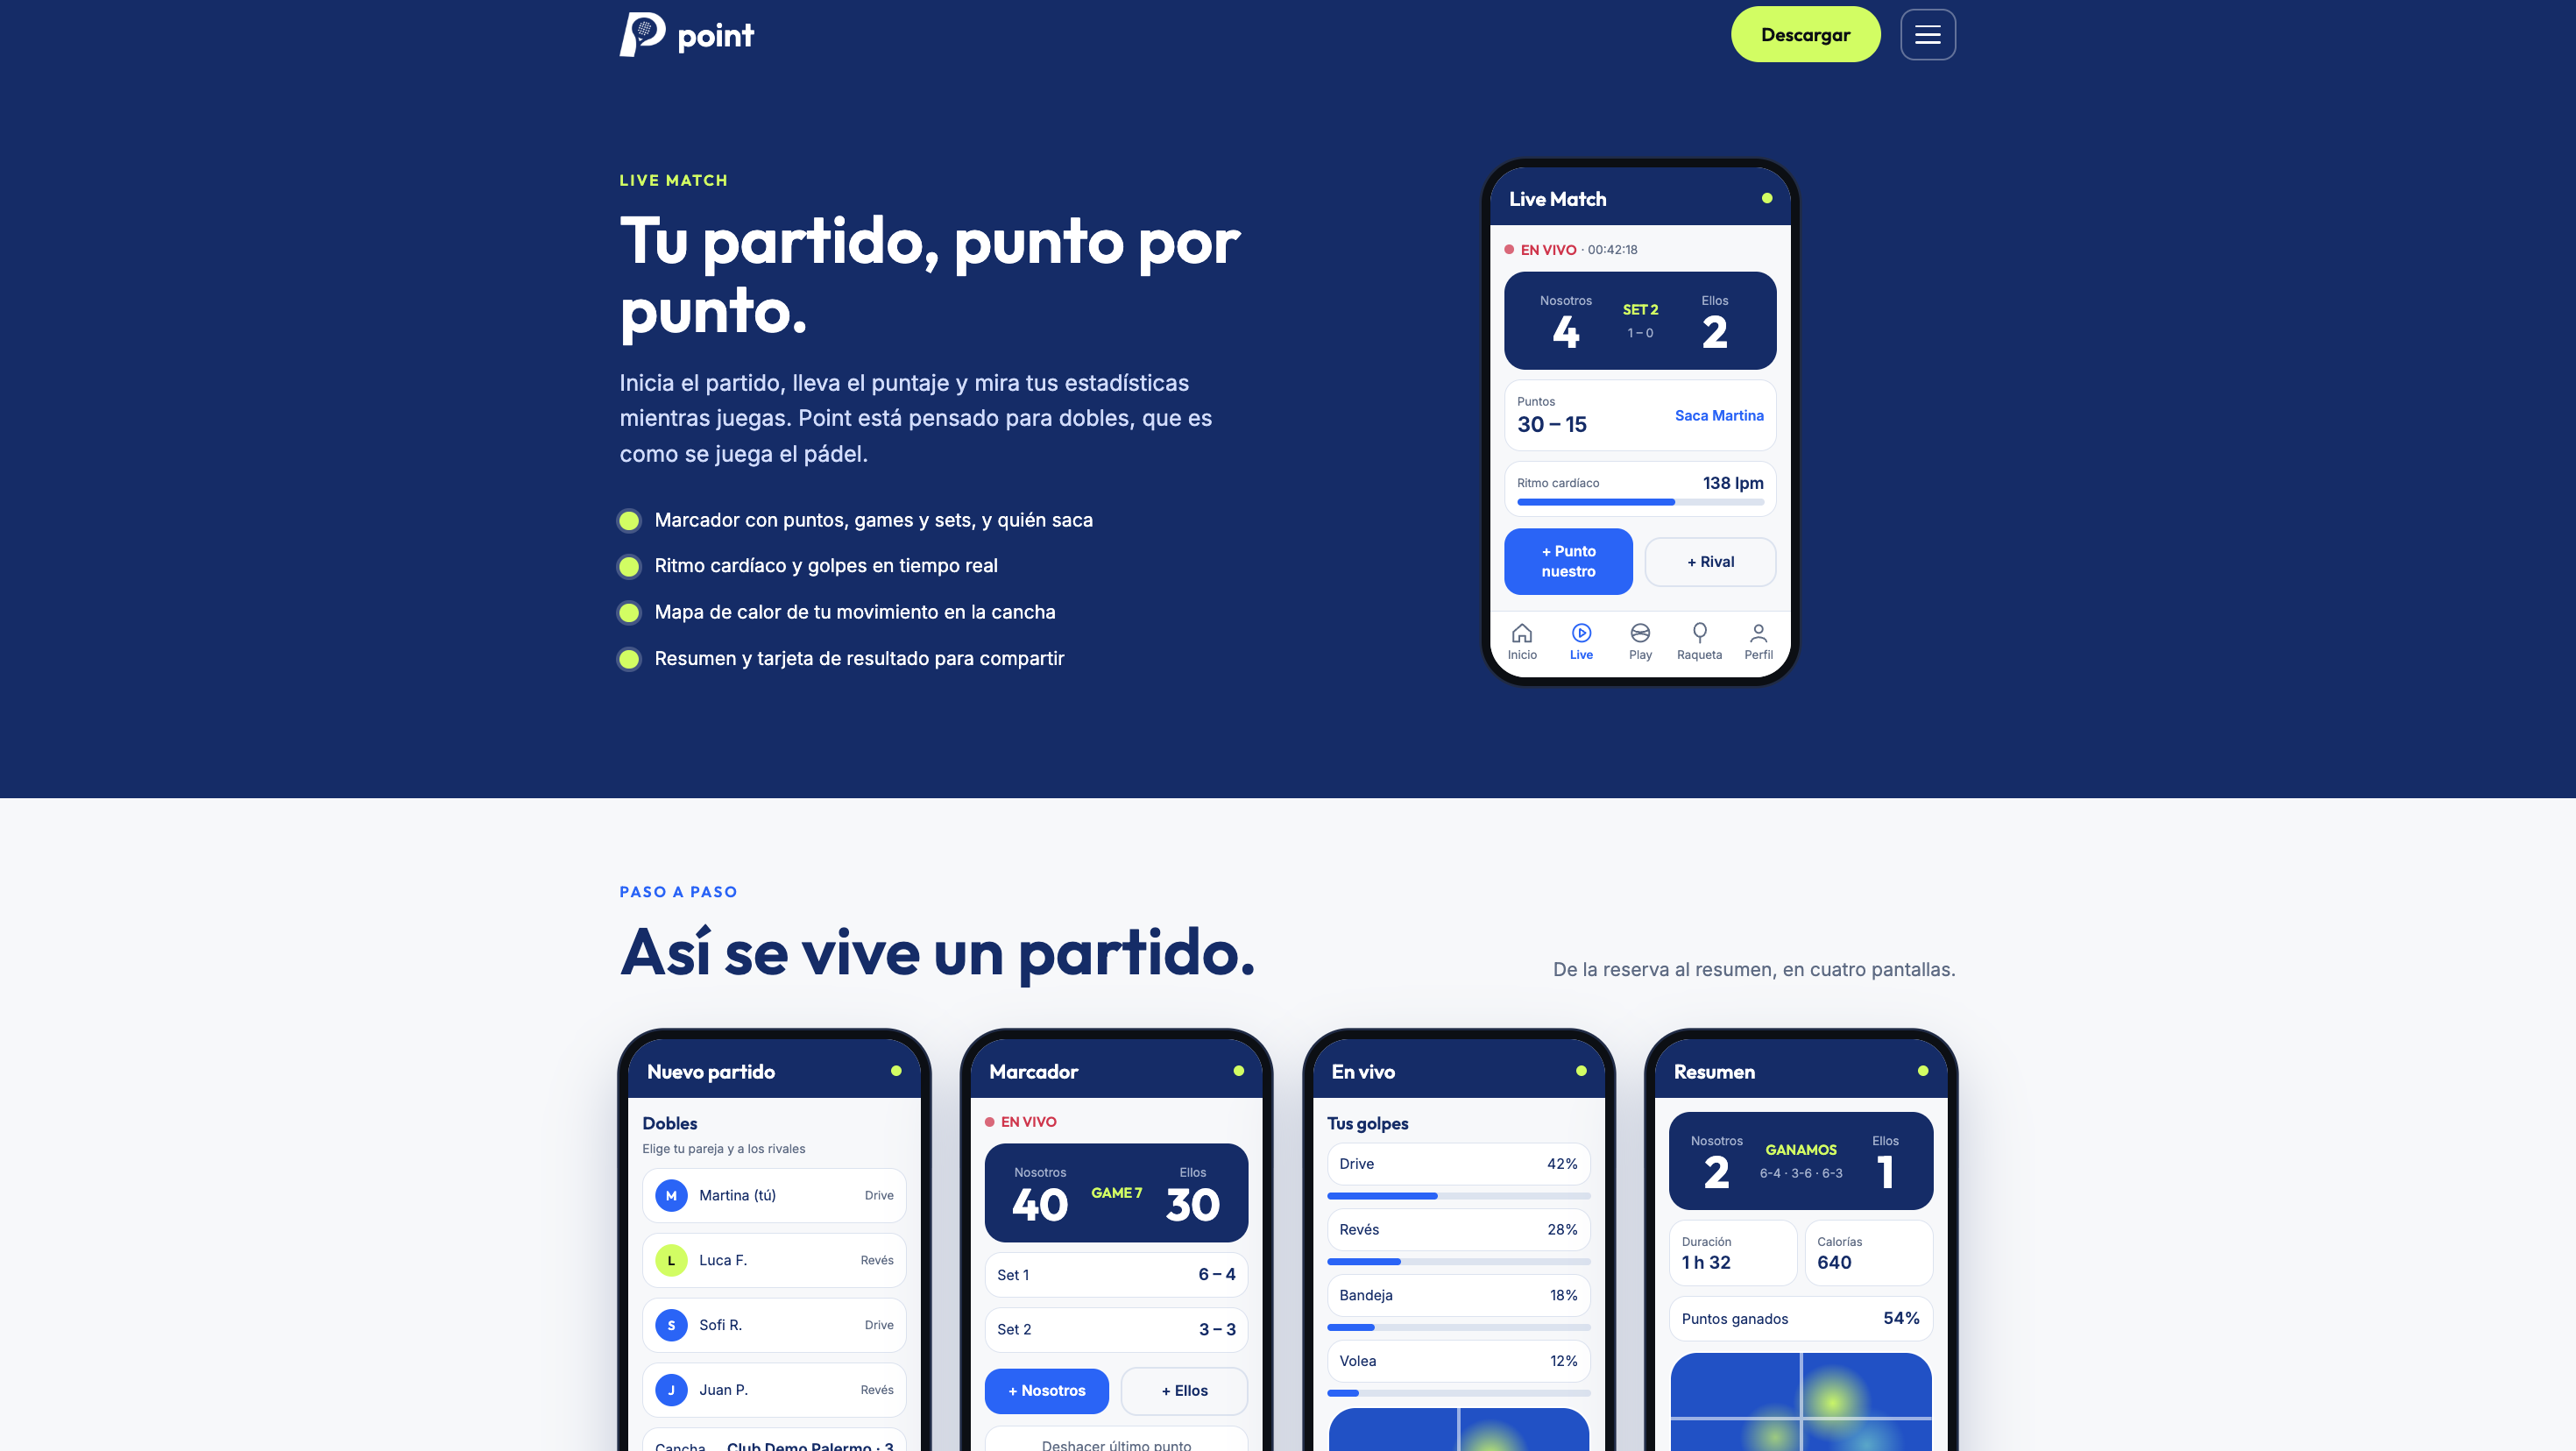 point
Descargar
LIVE MATCH
Tu partido, punto por
punto.
Inicia el partido, lleva el puntaje y mira tus estadísticas
mientras juegas. Point está pensado para dobles, que es
como se juega el pádel.
Marcador con puntos, games y sets, y quién saca
Ritmo cardíaco y golpes en tiempo real
Mapa de calor de tu movimiento en la cancha
Resumen y tarjeta de resultado para compartir
Live Match
EN VIVO · 00:42:18
Nosotros SET 2 Ellos
4 1 – 0 2
Puntos
30 – 15 Saca Martina
Ritmo cardíaco 138 lpm
+ Punto
nuestro
+ Rival
Inicio Live Play Raqueta Perfil
PASO A PASO
Así se vive un partido.
De la reserva al resumen, en cuatro pantallas.
Nuevo partido
Dobles
Elige tu pareja y a los rivales
M Martina (tú) Drive
L Luca F. Revés
S Sofi R. Drive
J Juan P. Revés
Cancha Club Demo Palermo · 3
Marcador
EN VIVO
Nosotros Ellos
40 GAME 7 30
Set 1 6 – 4
Set 2 3 – 3
+ Nosotros + Ellos
Deshacer último punto
En vivo
Tus golpes
Drive 42%
Revés 28%
Bandeja 18%
Volea 12%
Resumen
Nosotros GANAMOS Ellos
2 6-4 · 3-6 · 6-3 1
Duración Calorías
1 h 32 640
Puntos ganados 54%